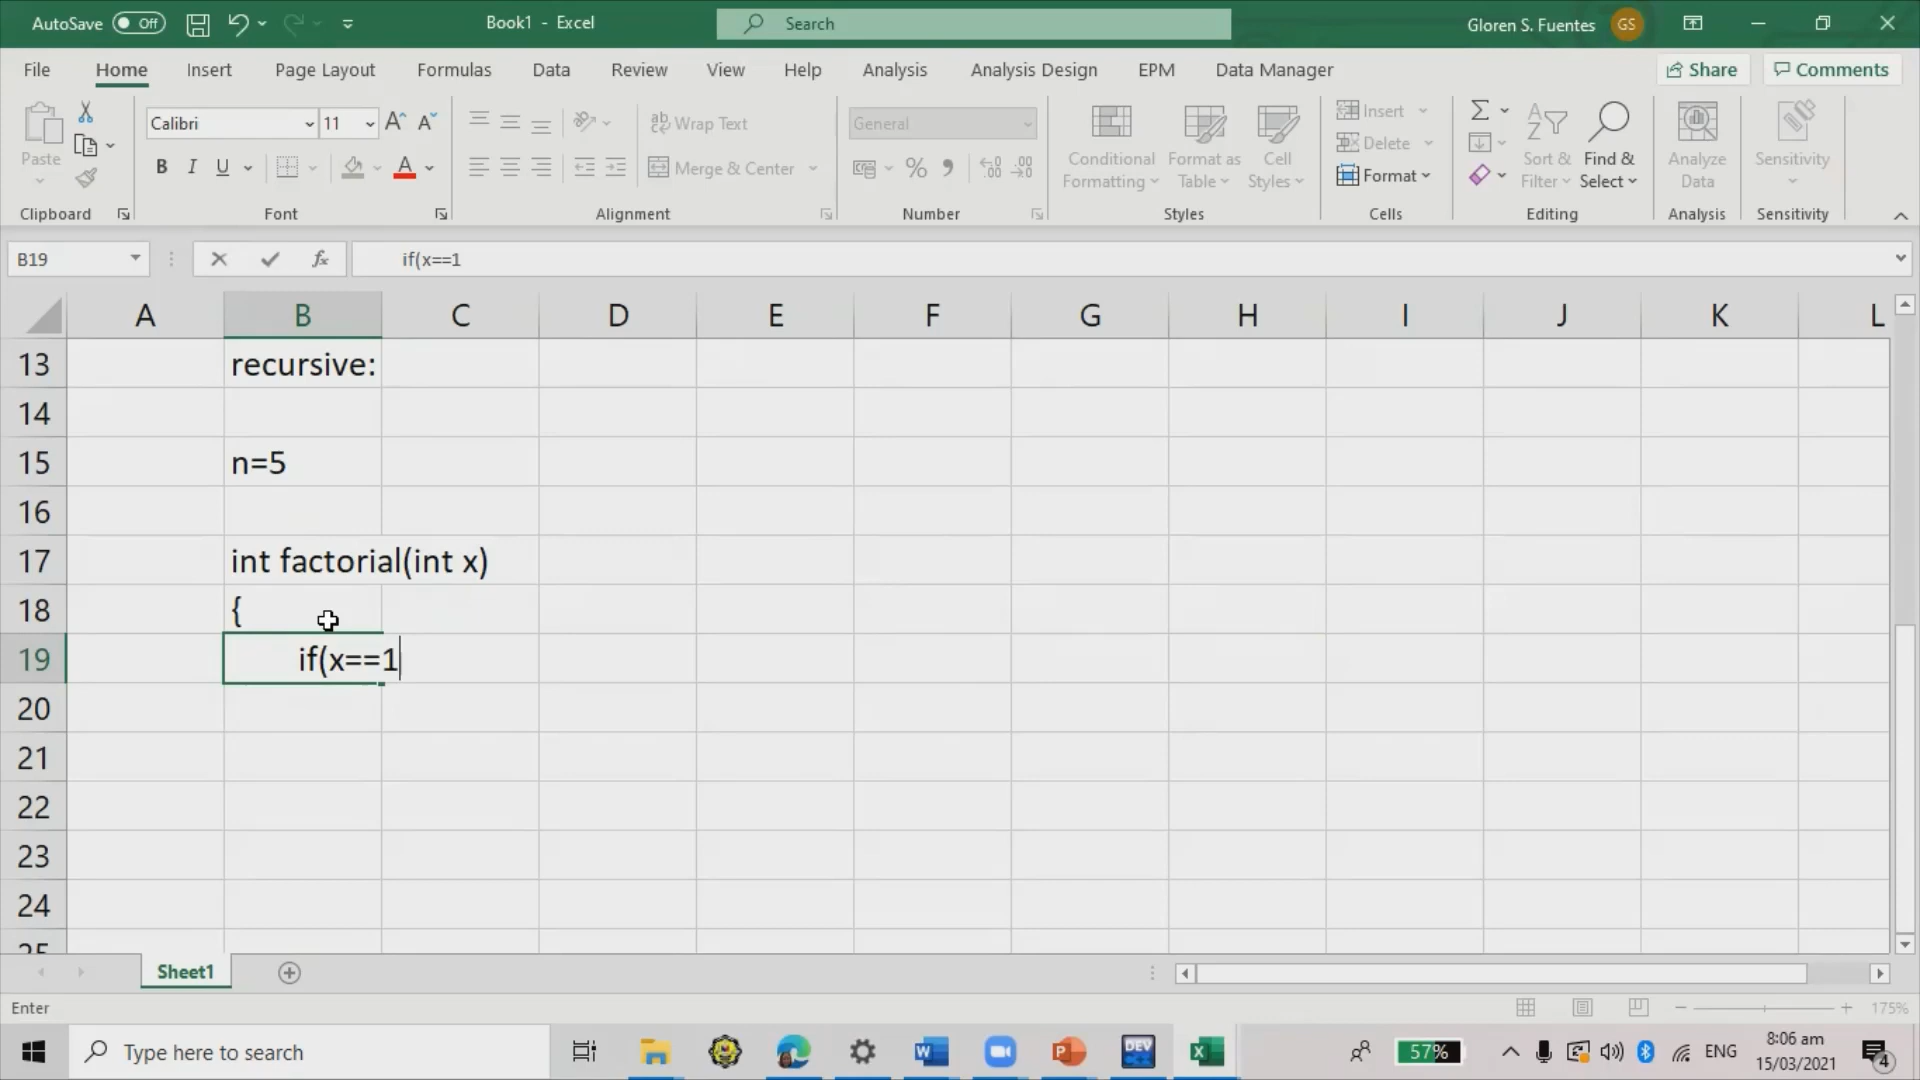 AutoSave Off Book1 - Excel Search Gloren S. Fuentes GS
File Home Insert Page Layout Formulas Data Review View Help Analysis Analysis Design EPM Data Manager Share Comments
Paste
Calibri 11
B I U A
Wrap Text
Merge & Center
General
% 
Conditional Formatting
Format as Table
Cell Styles
Insert
Delete
Format
Sort & Filter
Find & Select
Analyze Data
Sensitivity
Clipboard Font Alignment Number Styles Cells Editing Analysis Sensitivity
B19 fx if(x==1
A B C D E F G H I J K L
13 recursive:
14
15 n=5
16
17 int factorial(int x)
18 {
19 if(x==1
20
21
22
23
24
25
Sheet1
Enter 175%
Type here to search W P DEV X 57% ENG 8:06 am
15/03/2021 4